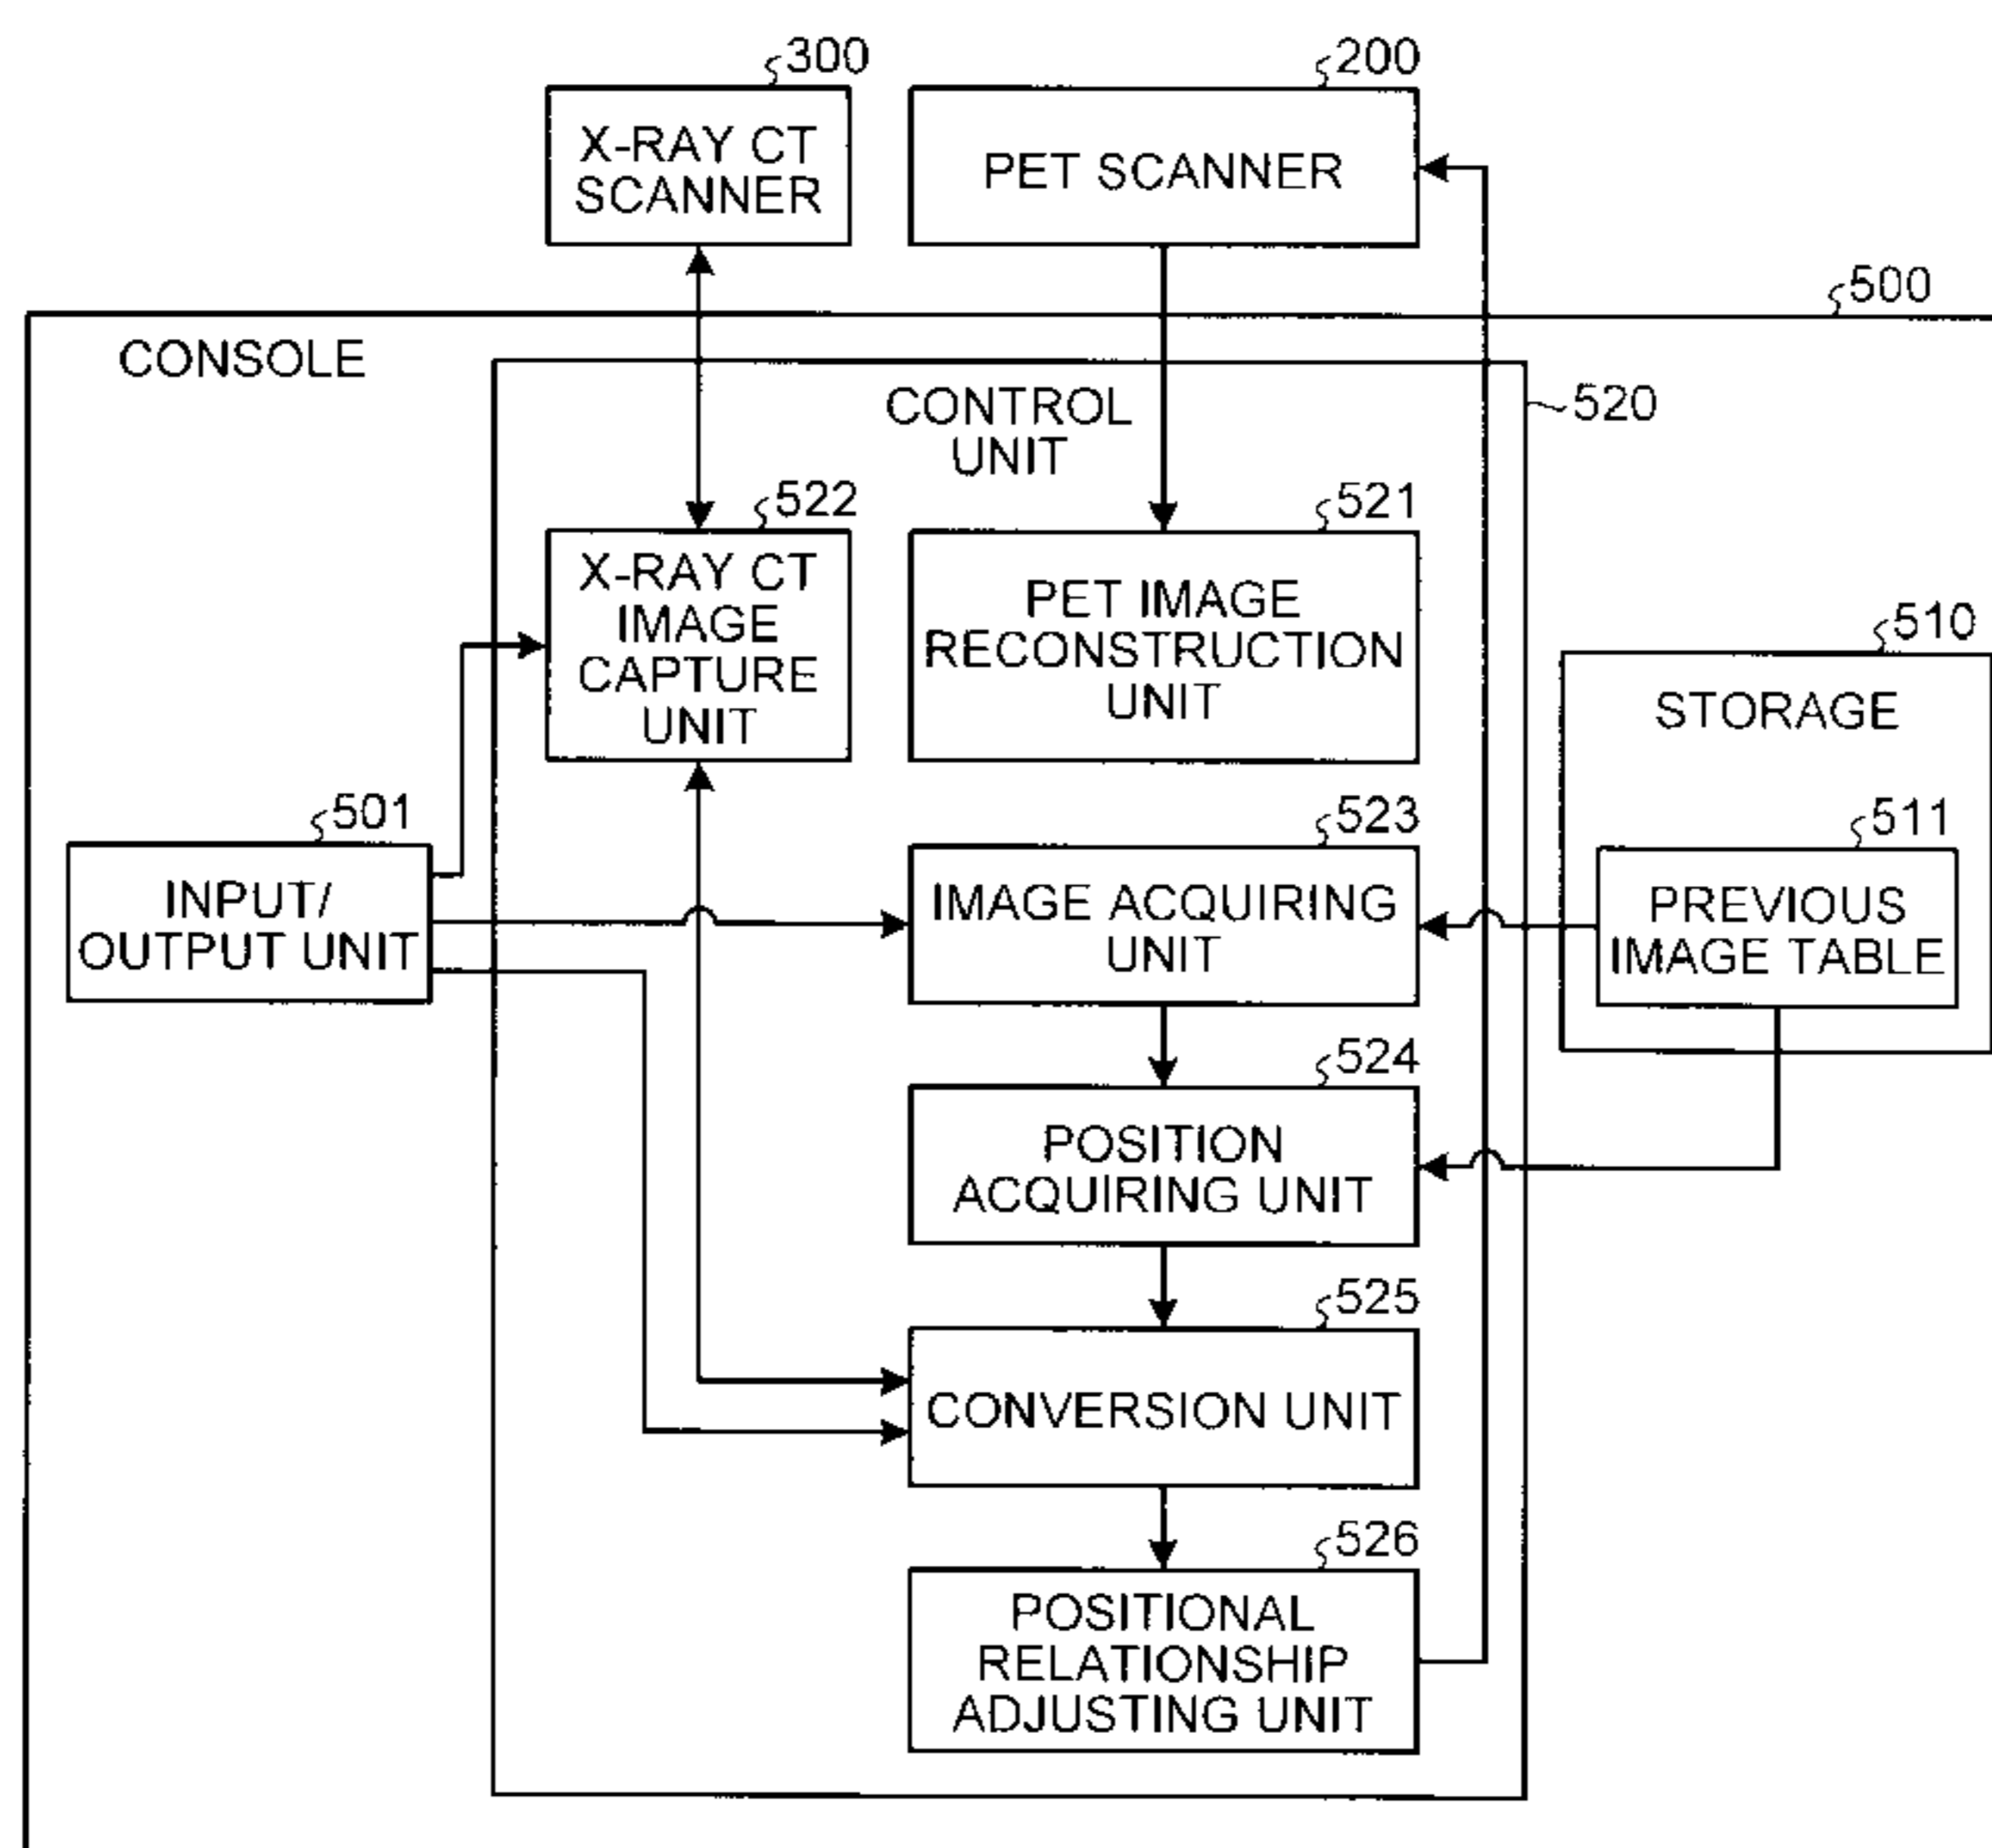 300
200
X-RAY CT
SCANNER
PET SCANNER
500
CONSOLE
CONTROL
UNIT
520
522
521
X-RAY CT
IMAGE
CAPTURE
UNIT
PET IMAGE
RECONSTRUCTION
UNIT
510
STORAGE
501
523
511
INPUT/
OUTPUT UNIT
IMAGE ACQUIRING
UNIT
PREVIOUS
IMAGE TABLE
524
POSITION
ACQUIRING UNIT
525
CONVERSION UNIT
526
POSITIONAL
RELATIONSHIP
ADJUSTING UNIT